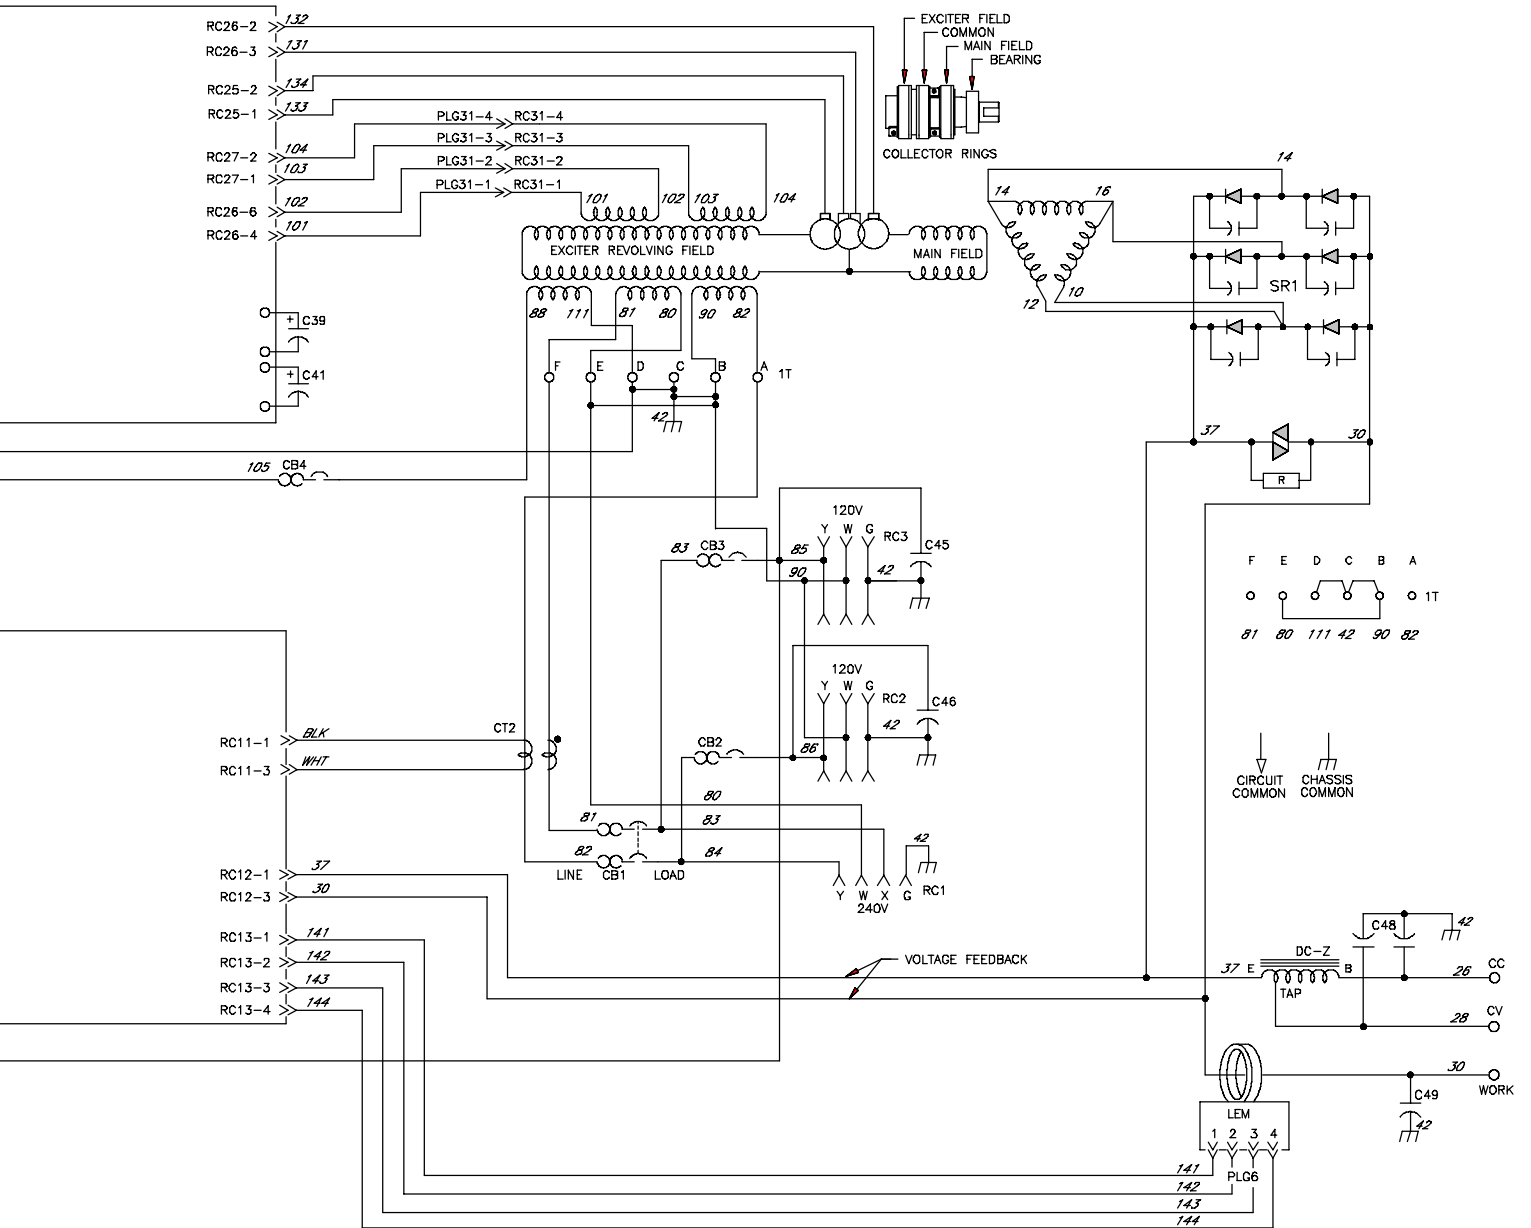 RC26-2 132
RC26-3 131
RC25-2 134
RC25-1 133
RC27-2 104
RC27-1 103
RC26-6 102
RC26-4 101
PLG31-4 RC31-4
PLG31-3 RC31-3
PLG31-2 RC31-2
PLG31-1 RC31-1
101 102 103 104
EXCITER REVOLVING FIELD
MAIN FIELD
EXCITER FIELD
COMMON
MAIN FIELD
BEARING
COLLECTOR RINGS
14
14 16
12 10
SR1
37 30
R
+ C39
+ C41
88 111 81 80 90 82
F E D C B A 1T
42
105 CB4
120V
Y W G RC3
C45
83 CB3 85
90 42
120V
Y W G RC2
C46
42
CB2 86
F E D C B A
1T
81 80 111 42 90 82
CIRCUIT COMMON
CHASSIS COMMON
RC11-1 BLK
RC11-3 WHT
CT2
80
81 83
82 84
LINE CB1 LOAD
42
RC1
Y W X G
240V
RC12-1 37
RC12-3 30
RC13-1 141
RC13-2 142
RC13-3 143
RC13-4 144
VOLTAGE FEEDBACK
C48 42
DC-Z
37 E B 26 CC
TAP
28 CV
30 WORK
C49
42
LEM
1 2 3 4
PLG6
141
142
143
144